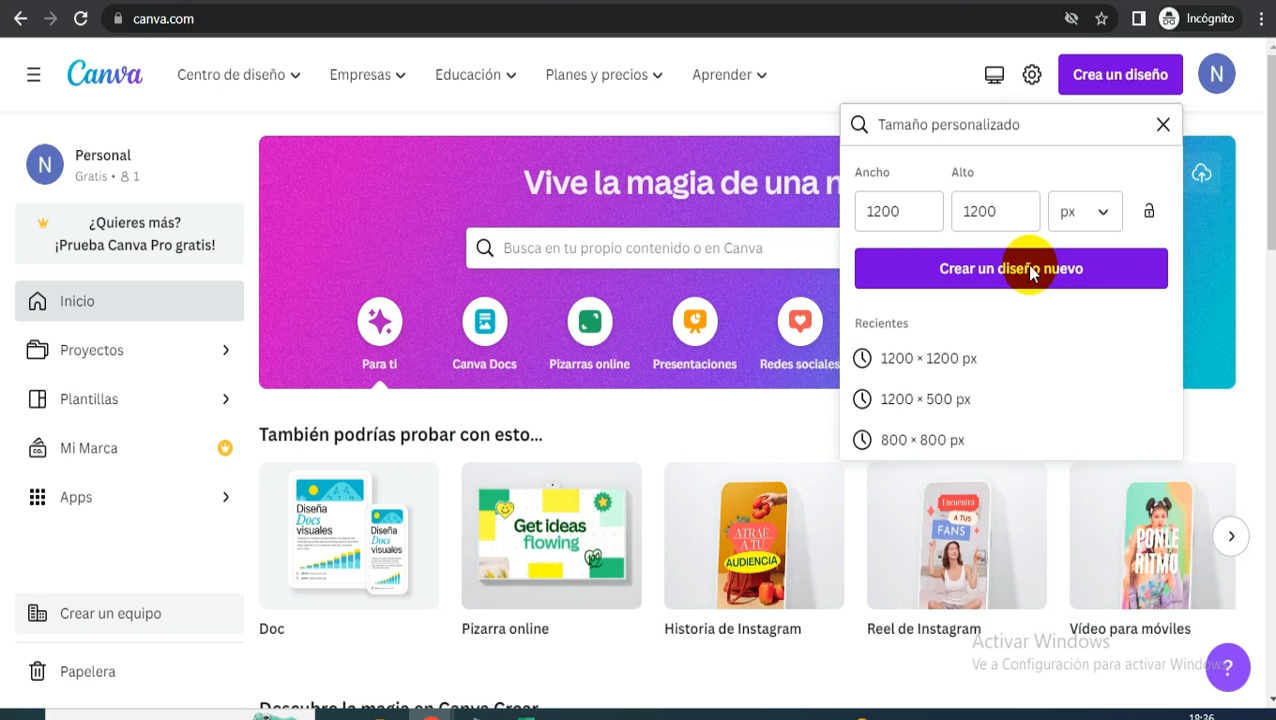 canva.com
Incógnito
Canva
Centro de diseño
Empresas
Educación
Planes y precios
Aprender
Crea un diseño
N
N
Personal
Gratis • 1
¿Quieres más?
¡Prueba Canva Pro gratis!
Inicio
Proyectos
Plantillas
Mi Marca
Apps
Crear un equipo
Papelera
Vive la magia de una n
Busca en tu propio contenido o en Canva
Para ti
Canva Docs
Pizarras online
Presentaciones
Redes sociales
Tamaño personalizado
Ancho
Alto
1200
1200
px
Crear un diseño nuevo
Recientes
1200 × 1200 px
1200 × 500 px
800 × 800 px
También podrías probar con esto...
Diseña
Docs
visuales
Diseña
Docs
visuales
Get ideas
flowing
ATRAE
A TU
AUDIENCIA
Encuentra
A TUS
FANS
PONLE
RITMO
Doc
Pizarra online
Historia de Instagram
Reel de Instagram
Vídeo para móviles
Activar Windows
Ve a Configuración para activar Windows.
?
Descubre la magia en Canva Crear
18:36